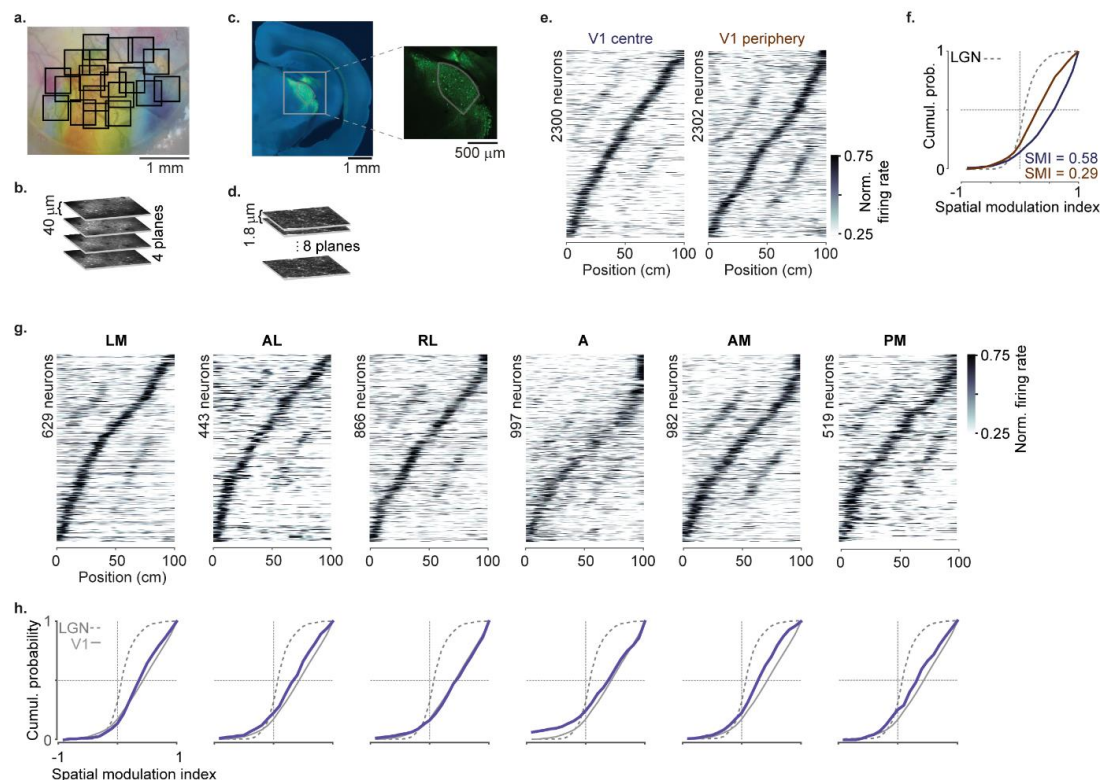 a.
1 mm
b.
40 μm
4 planes
c.
1 mm
500 μm
d.
1.8 μm
8 planes
e.
V1 centre
V1 periphery
2300 neurons
2302 neurons
0.75
0.25
Norm.
firing rate
0 50 100
0 50 100
Position (cm)
Position (cm)
f.
LGN
1
0
Cumul. prob.
SMI = 0.58
SMI = 0.29
-1 1
Spatial modulation index
g.
LM AL RL A AM PM
629 neurons
443 neurons
866 neurons
997 neurons
982 neurons
519 neurons
0.75
0.25
Norm. firing rate
0 50 100
0 50 100
0 50 100
0 50 100
0 50 100
0 50 100
Position (cm)
h.
1
0
LGN
V1
Cumul. probability
-1 1
Spatial modulation index